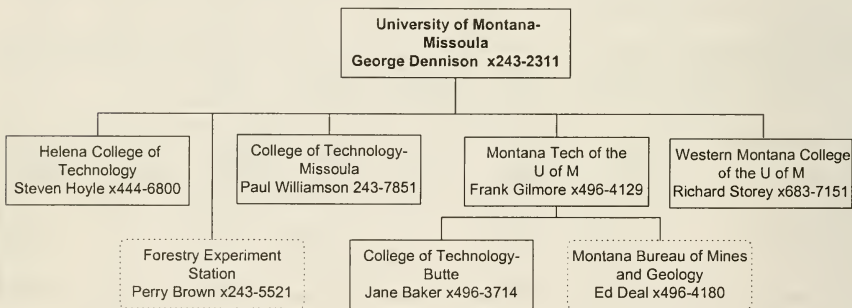 University of Montana-
Missoula
George Dennison x243-2311
Helena College of
Technology
Steven Hoyle x444-6800
College of Technology-
Missoula
Paul Williamson 243-7851
Montana Tech of the
U of M
Frank Gilmore x496-4129
Western Montana College
of the U of M
Richard Storey x683-7151
Forestry Experiment
Station
Perry Brown x243-5521
College of Technology-
Butte
Jane Baker x496-3714
Montana Bureau of Mines
and Geology
Ed Deal x496-4180